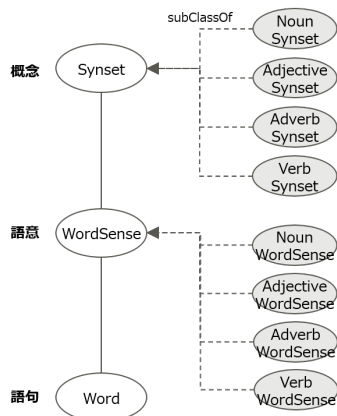 subClassOf
Noun
Synset
概念
Synset
Adjective
Synset
Adverb
Synset
Verb
Synset
語意
WordSense
Noun
WordSense
Adjective
WordSense
Adverb
WordSense
Verb
WordSense
語句
Word